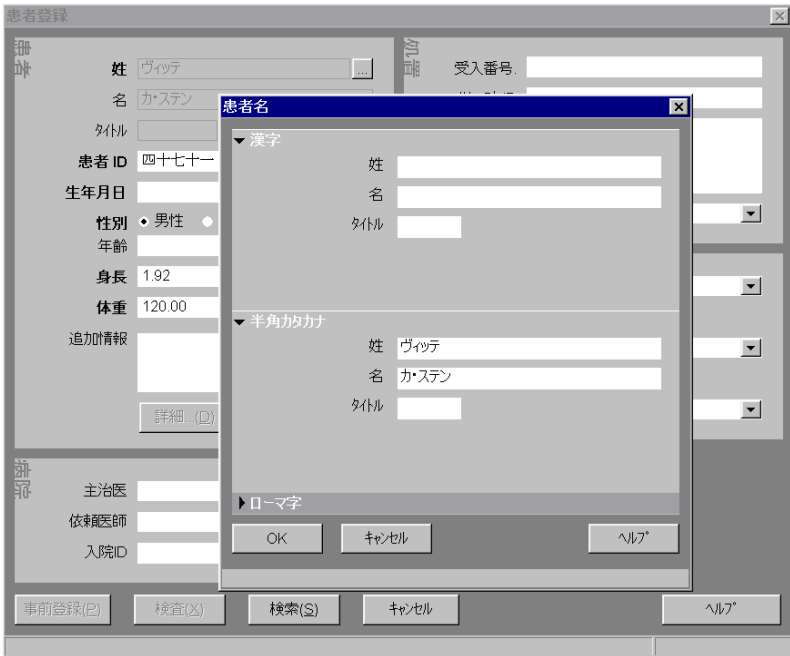 患者登録
患者
姓 ヴィッテ ...
名 カ・ステン
タイトル
患者 ID 四十七十一
生年月日
性別 男性
年齢
身長 1.92
体重 120.00
追加情報
詳細...(D)
処置
受入番号.
患者名
漢字
姓
名
タイトル
半角カタカナ
姓 ヴィッテ
名 カ・ステン
タイトル
ローマ字
OK キャンセル ヘルプ
病院
主治医
依頼医師
入院ID
事前登録(P) 検査(X) 検索(S) キャンセル ヘルプ